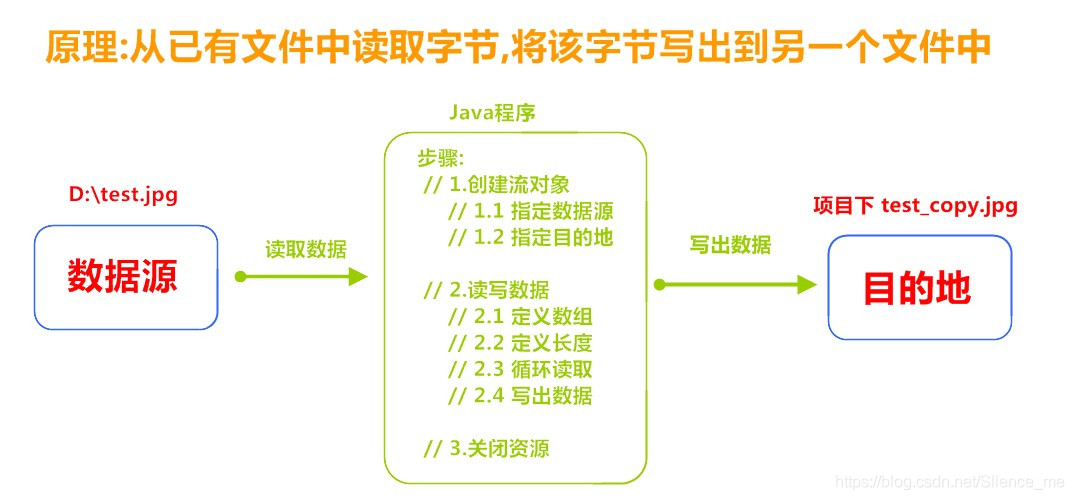 原理:从已有文件中读取字节,将该字节写出到另一个文件中
Java程序
D:\test.jpg
数据源
读取数据
步骤:
// 1.创建流对象
// 1.1 指定数据源
// 1.2 指定目的地
// 2.读写数据
// 2.1 定义数组
// 2.2 定义长度
// 2.3 循环读取
// 2.4 写出数据
// 3.关闭资源
写出数据
项目下 test_copy.jpg
目的地
https://blog.csdn.net/Slience_me